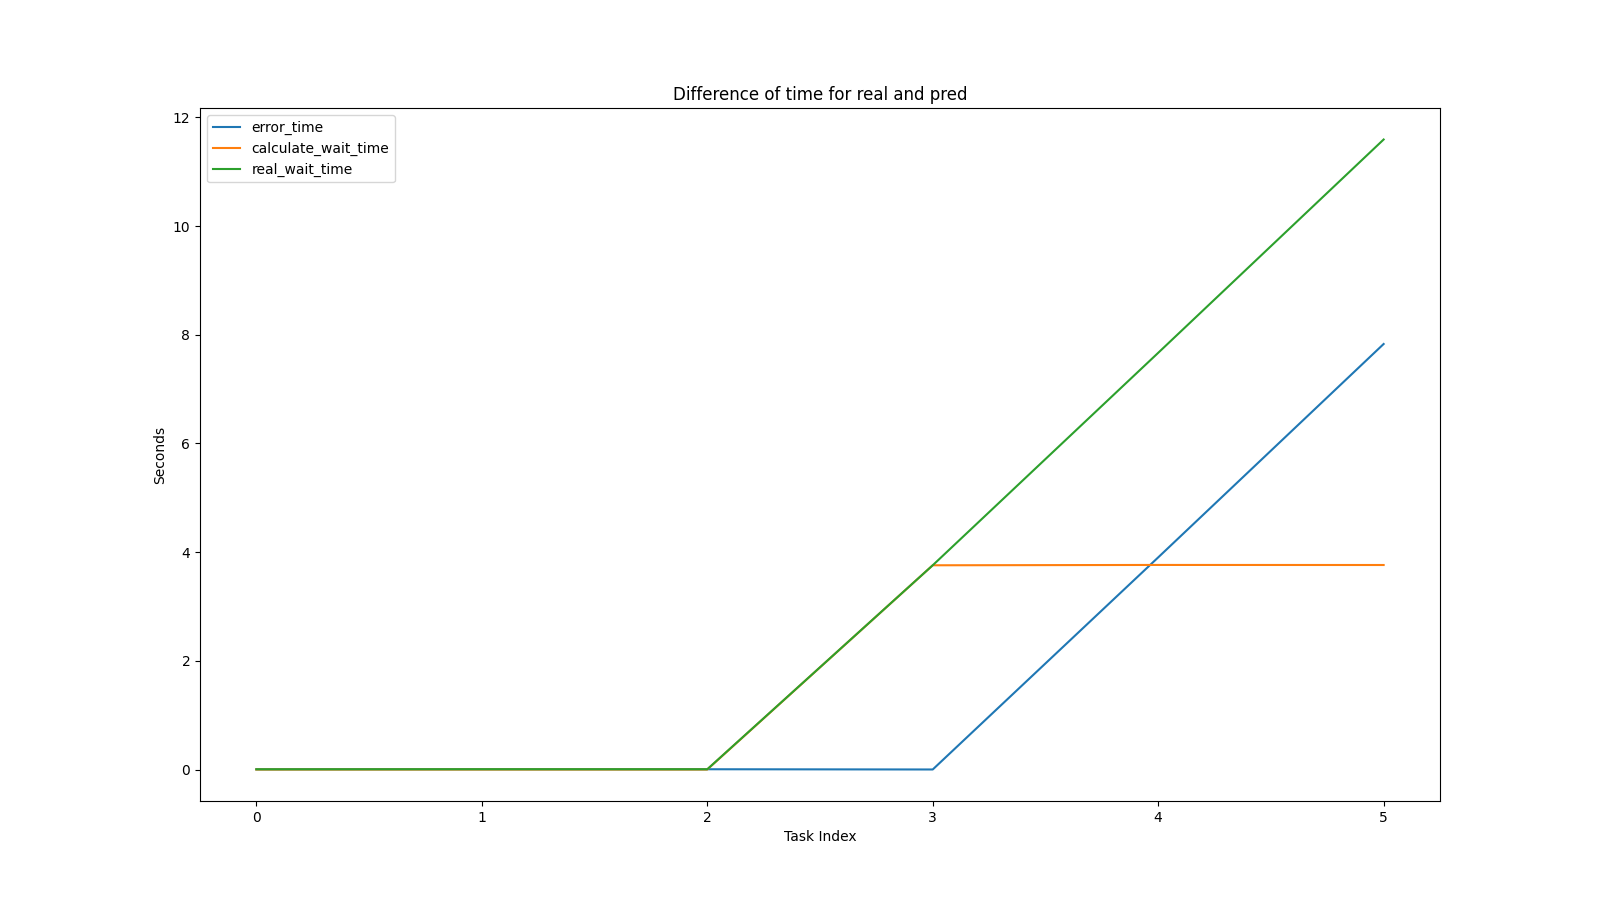 Difference of time for real and pred
error_time
calculate_wait_time
real_wait_time
12
10
8
6
4
2
0
Seconds
0 1 2 3 4 5
Task Index